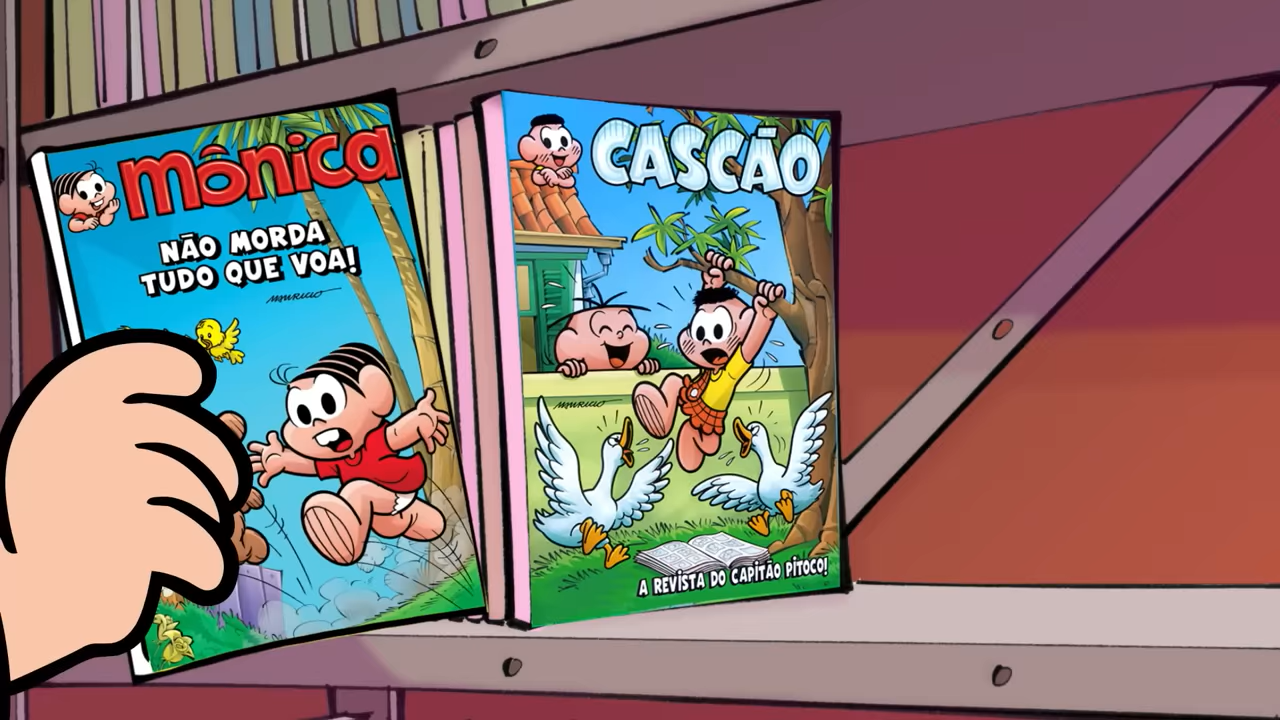 mônica
NÃO MORDA
TUDO QUE VOA!
MAURICIO
CASCÃO
MAURICIO
A REVISTA DO CAPITÃO PITOCO!